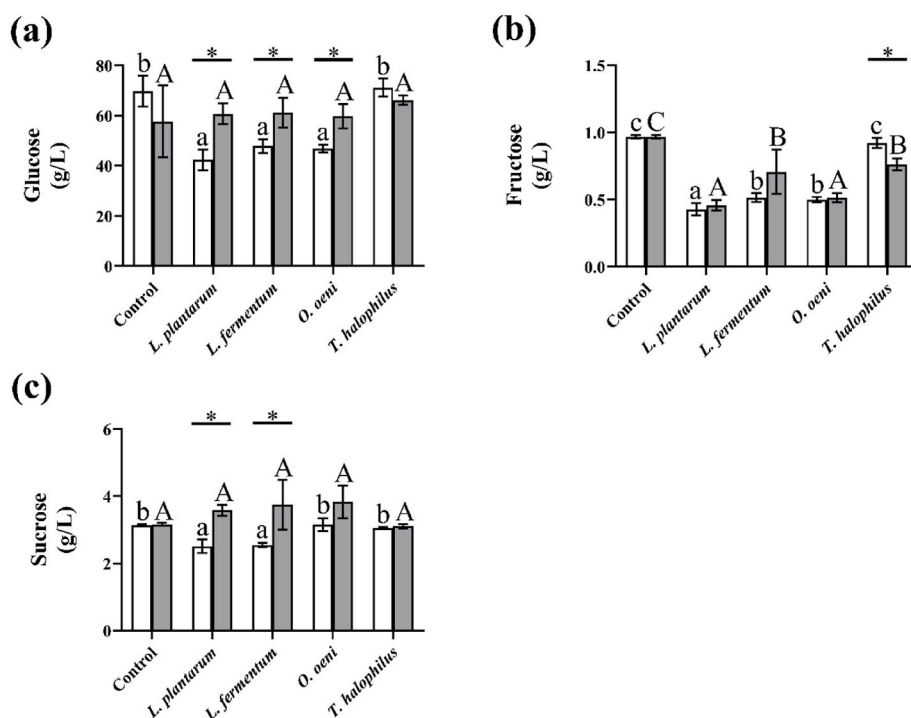 (a)
* * *
b A a A a A a A b A
80
60
40
20
0
Glucose
(g/L)
Control
L. plantarum
L. fermentum
O. oeni
T. halophilus
(b)
*
c C a A b B b A c B
1.5
1.0
0.5
0.0
Fructose
(g/L)
Control
L. plantarum
L. fermentum
O. oeni
T. halophilus
(c)
* *
b A a A a A b A b A
6
4
2
0
Sucrose
(g/L)
Control
L. plantarum
L. fermentum
O. oeni
T. halophilus